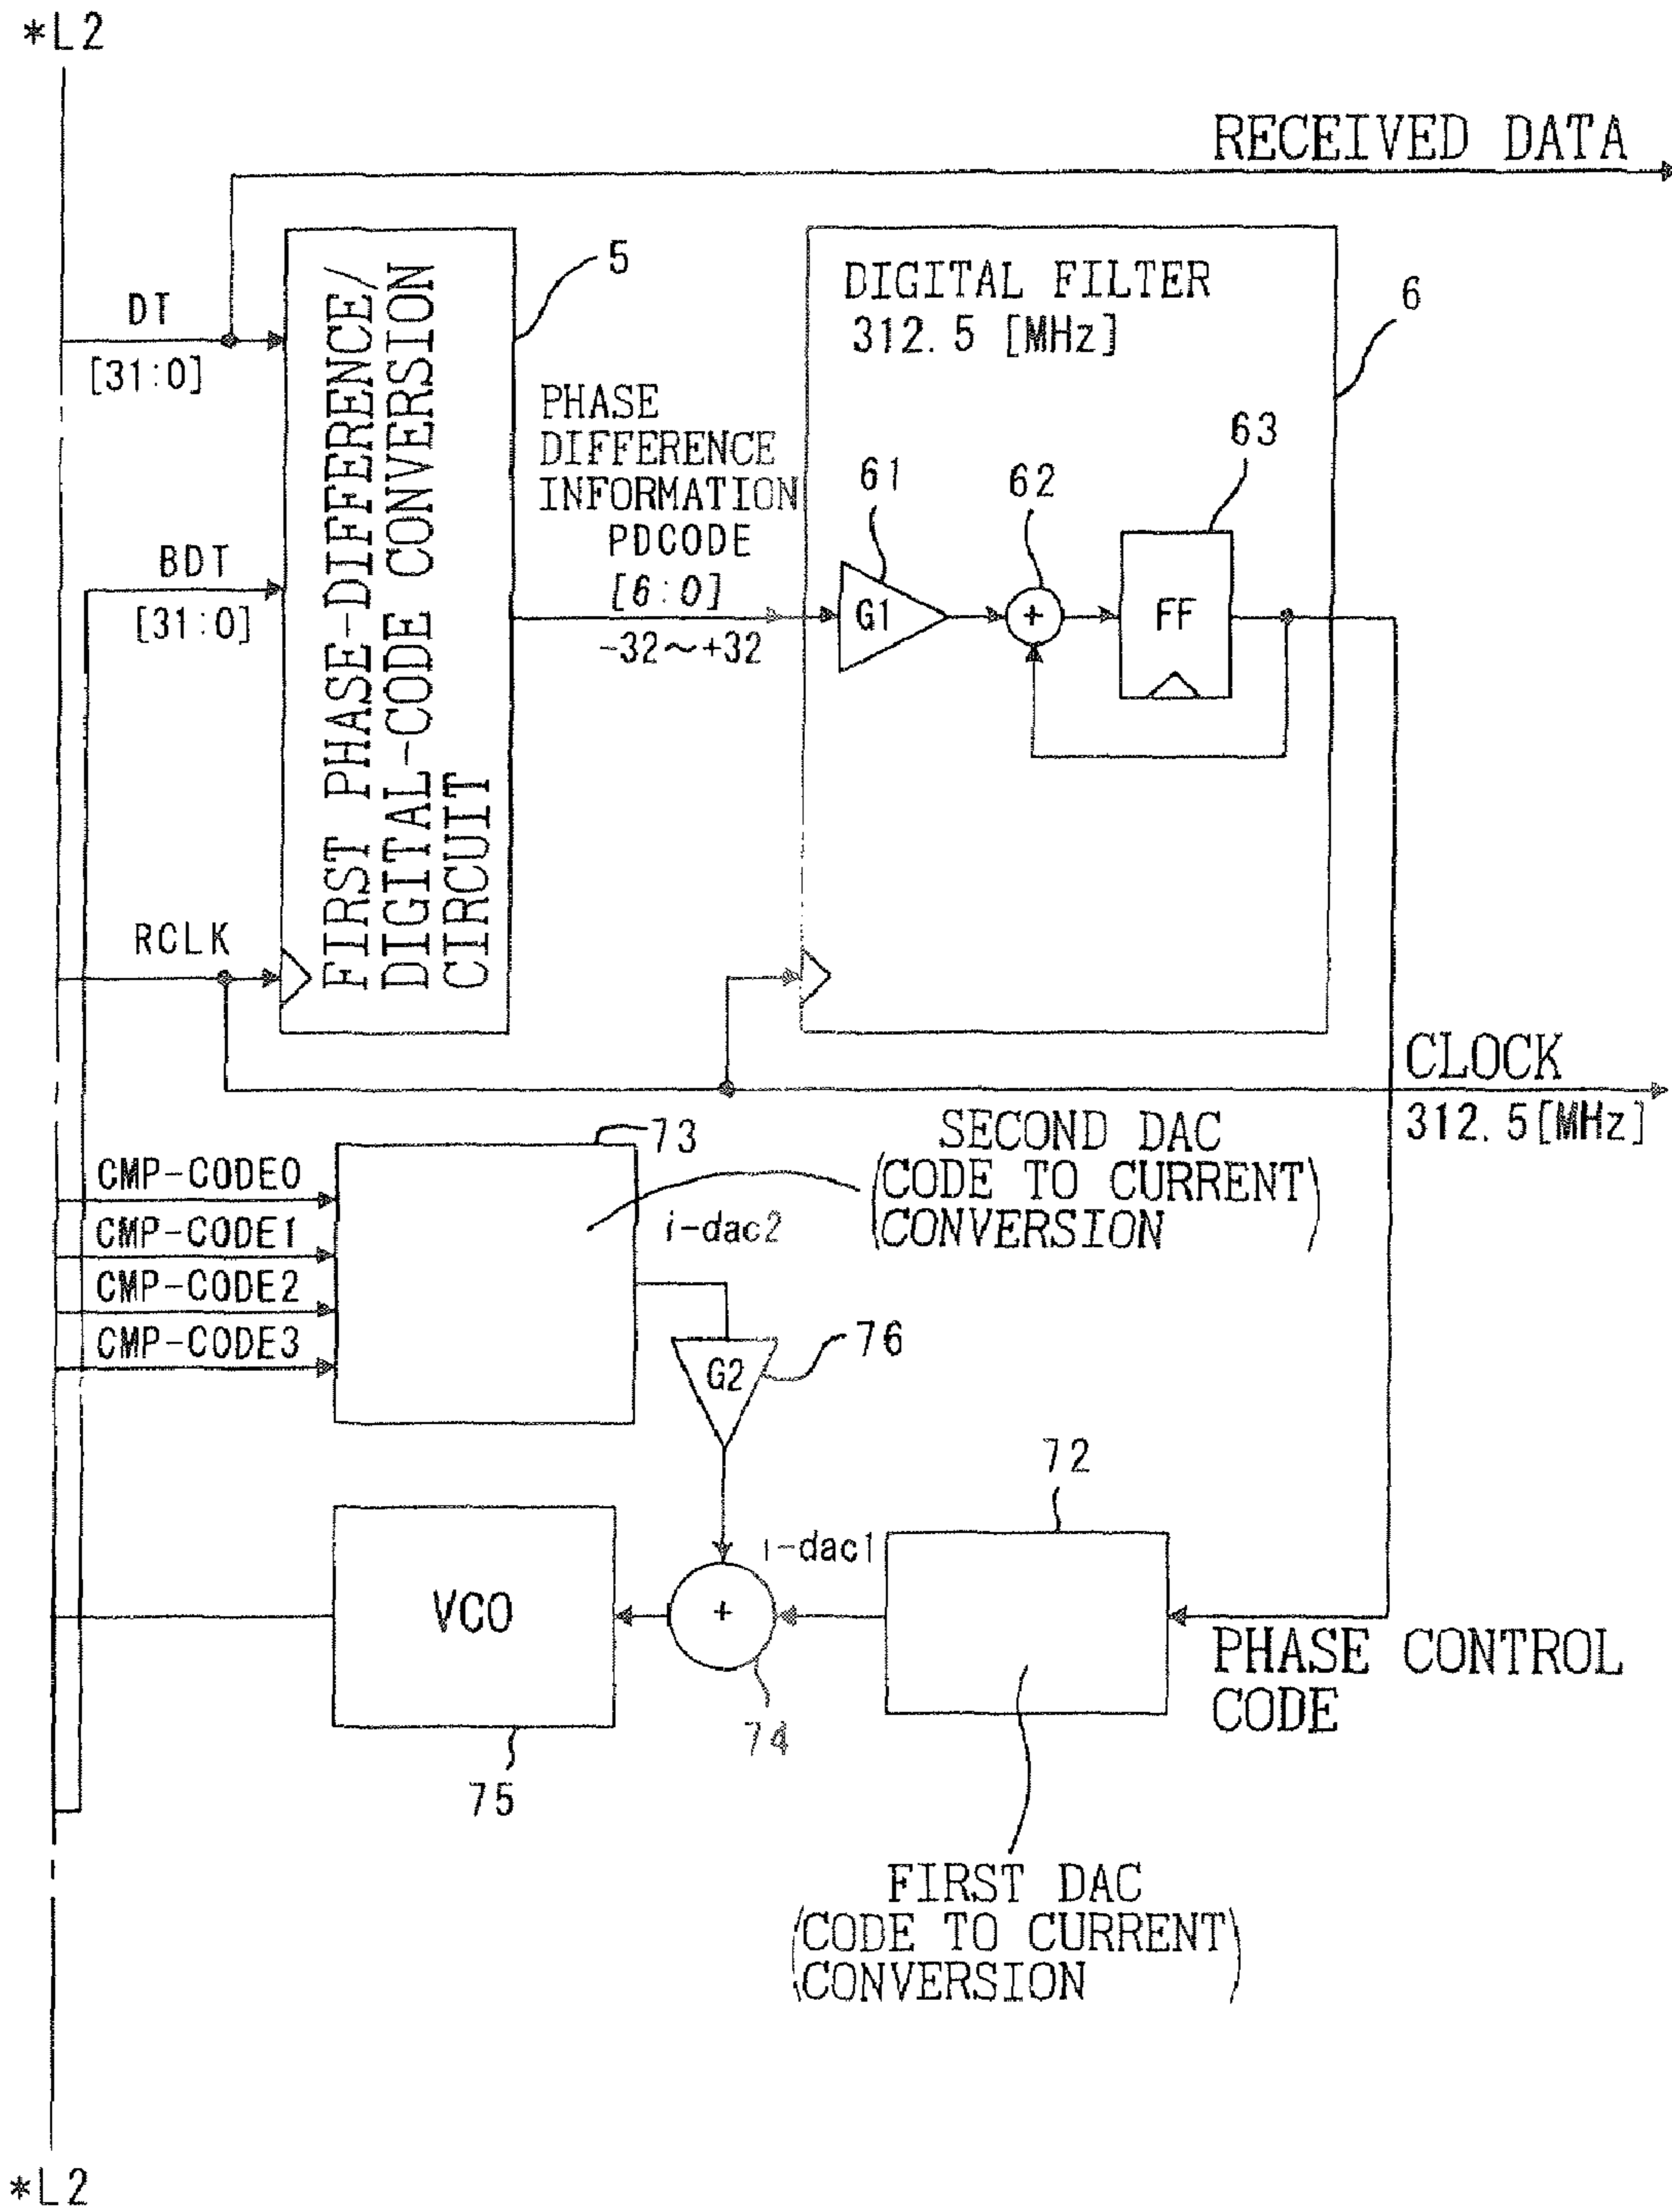 *L2
RECEIVED DATA
DT
[31:0]
FIRST PHASE-DIFFERENCE/
DIGITAL-CODE CONVERSION
CIRCUIT
5
DIGITAL FILTER
312.5 [MHz]
6
PHASE
DIFFERENCE
INFORMATION
PDCODE
[6:0]
-32~+32
61
62
63
G1
+
FF
BDT
[31:0]
RCLK
CLOCK
312.5[MHz]
73
SECOND DAC
(CODE TO CURRENT
CONVERSION)
CMP-CODE0
CMP-CODE1
CMP-CODE2
CMP-CODE3
i-dac2
G2
76
72
i-dac1
VCO
+
74
75
PHASE CONTROL
CODE
FIRST DAC
(CODE TO CURRENT
CONVERSION)
*L2